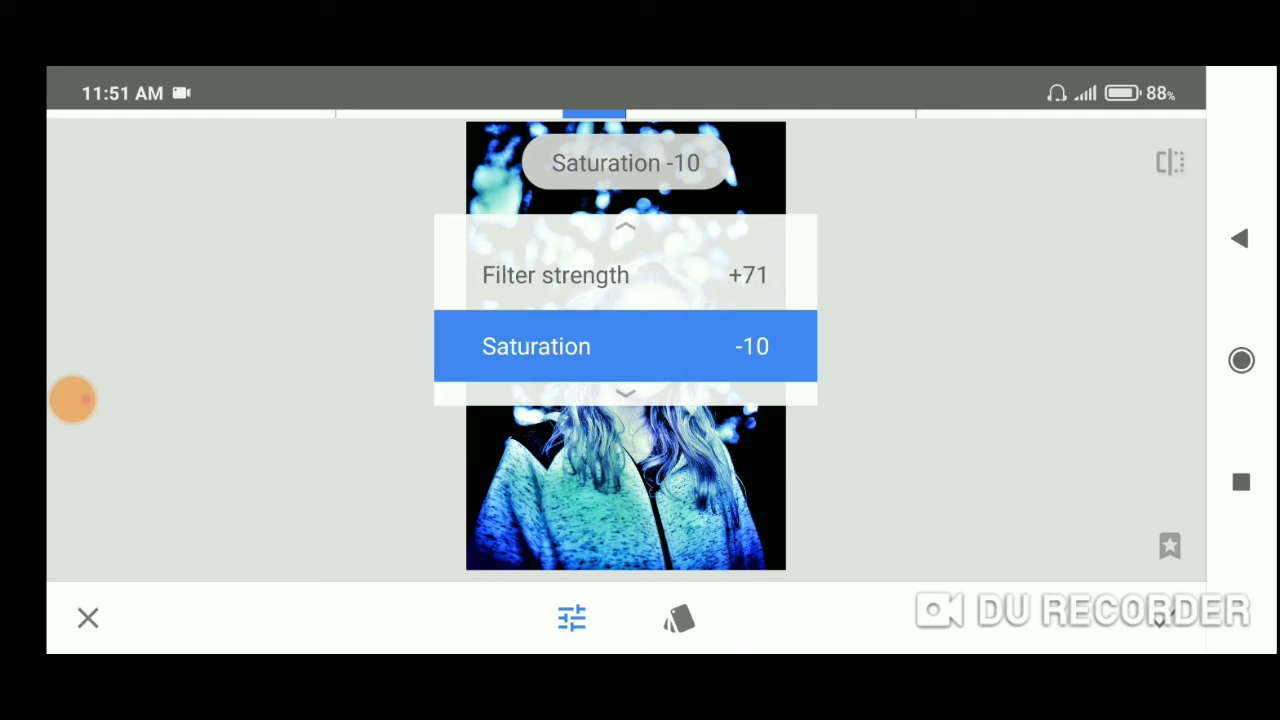 11:51 AM
88%
Saturation -10
Filter strength +71
Saturation -10
DU RECORDER